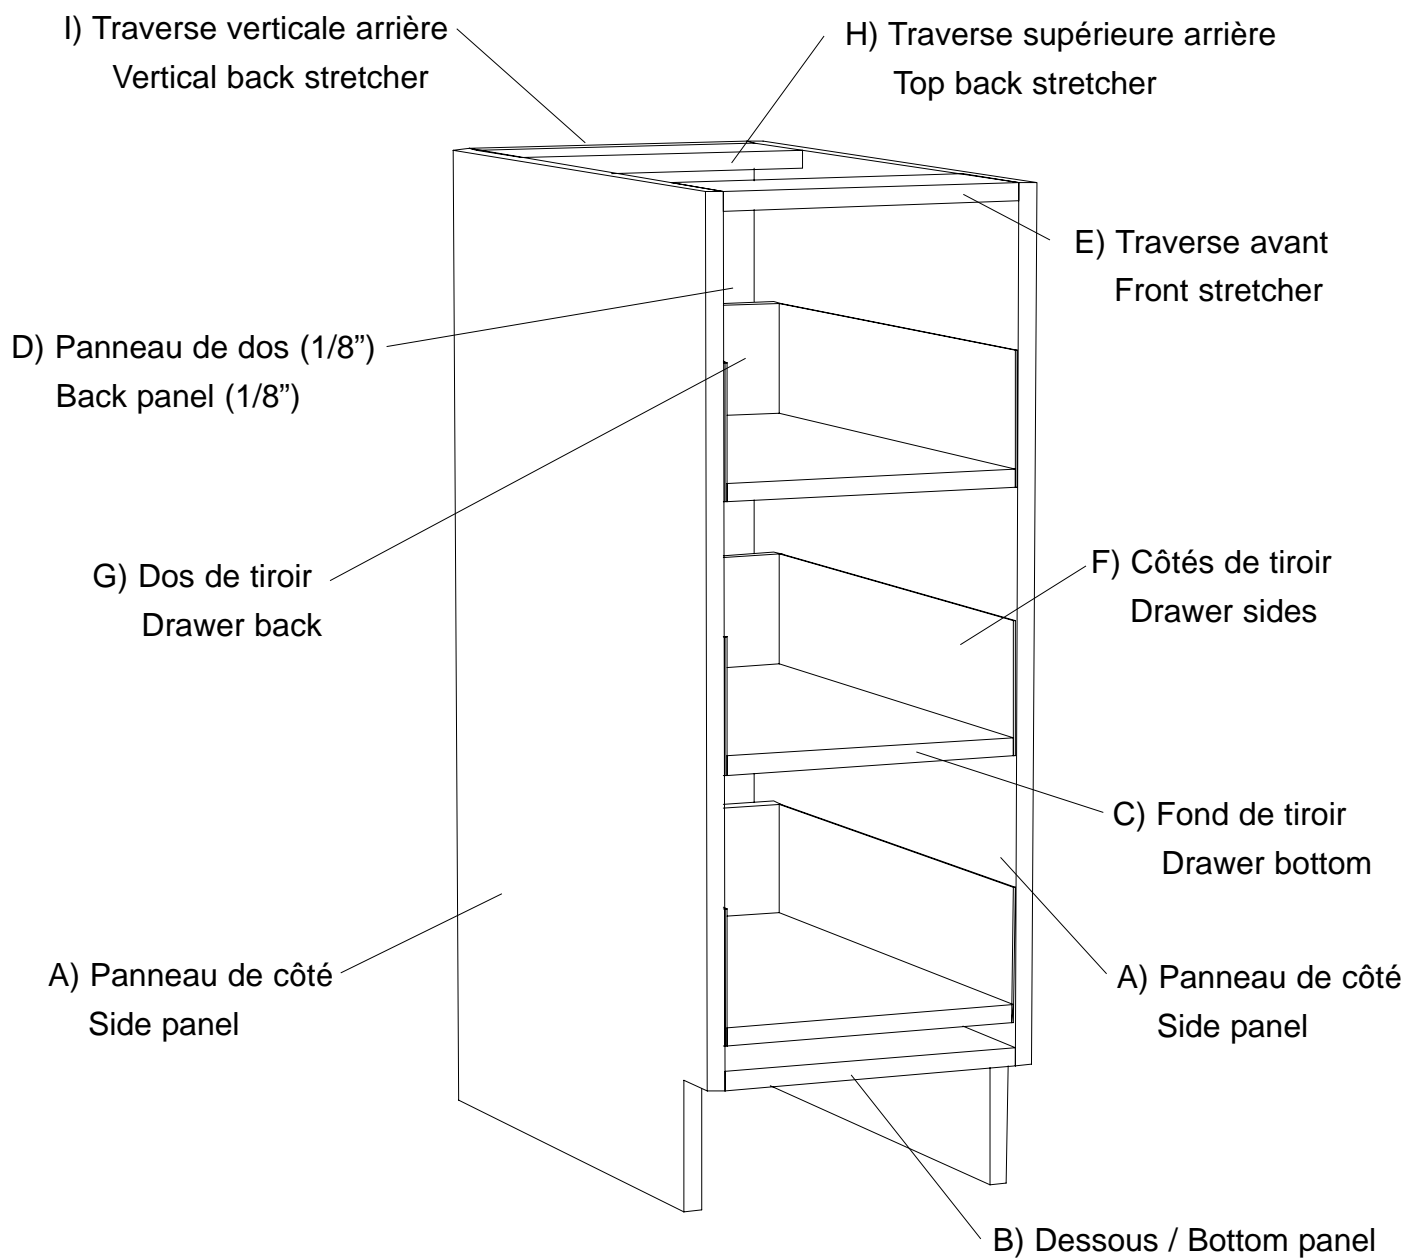 I) Traverse verticale arrière
Vertical back stretcher
H) Traverse supérieure arrière
Top back stretcher
E) Traverse avant
Front stretcher
D) Panneau de dos (1/8”)
Back panel (1/8”)
G) Dos de tiroir
Drawer back
F) Côtés de tiroir
Drawer sides
C) Fond de tiroir
Drawer bottom
A) Panneau de côté
Side panel
A) Panneau de côté
Side panel
B) Dessous / Bottom panel